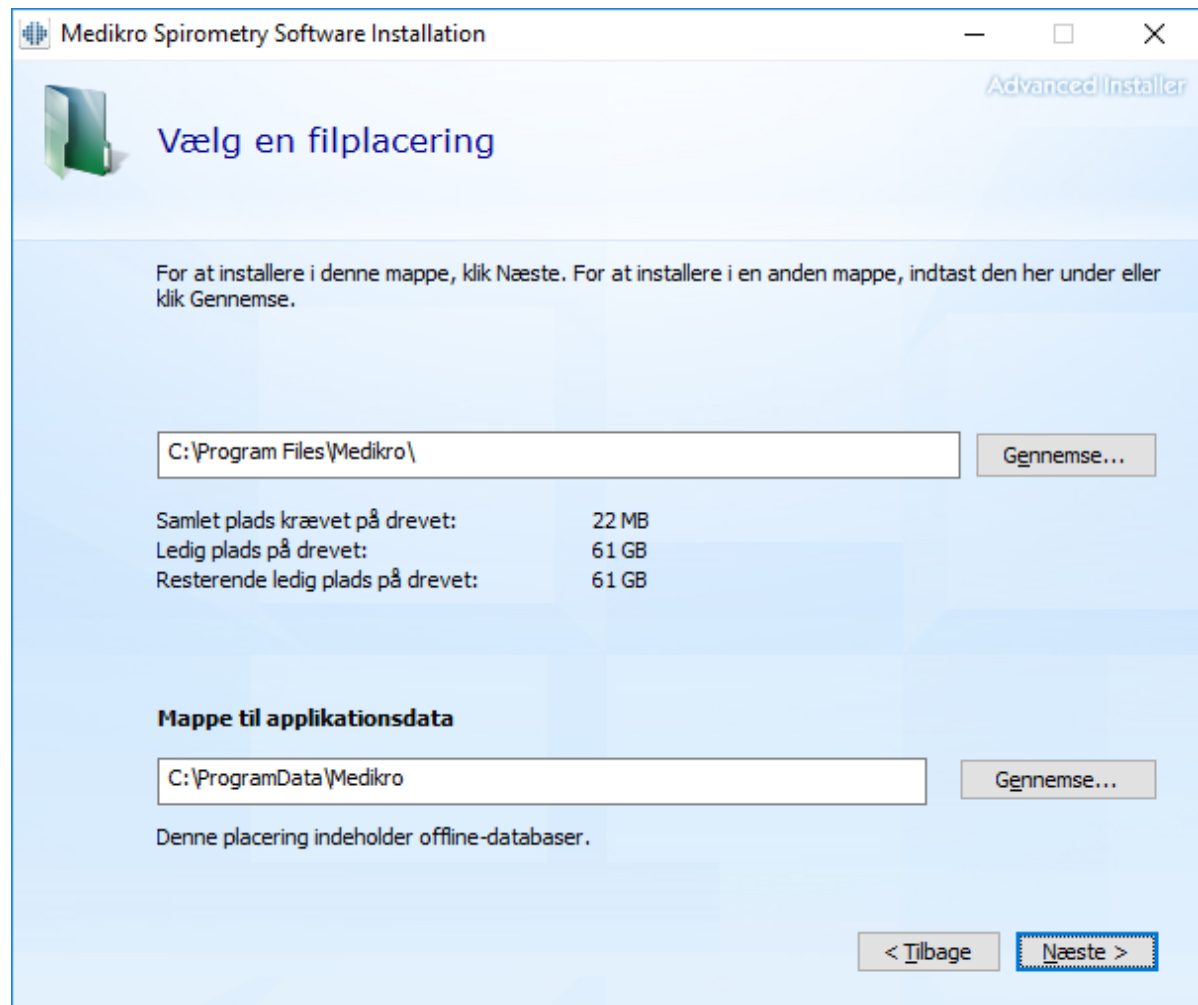 Medikro Spirometry Software Installation
Advanced Installer
Vælg en filplacering
For at installere i denne mappe, klik Næste. For at installere i en anden mappe, indtast den her under eller
klik Gennemse.
C:\Program Files\Medikro\
Gennemse...
Samlet plads krævet på drevet: 22 MB
Ledig plads på drevet: 61 GB
Resterende ledig plads på drevet: 61 GB
Mappe til applikationsdata
C:\ProgramData\Medikro
Gennemse...
Denne placering indeholder offline-databaser.
< Tilbage
Næste >